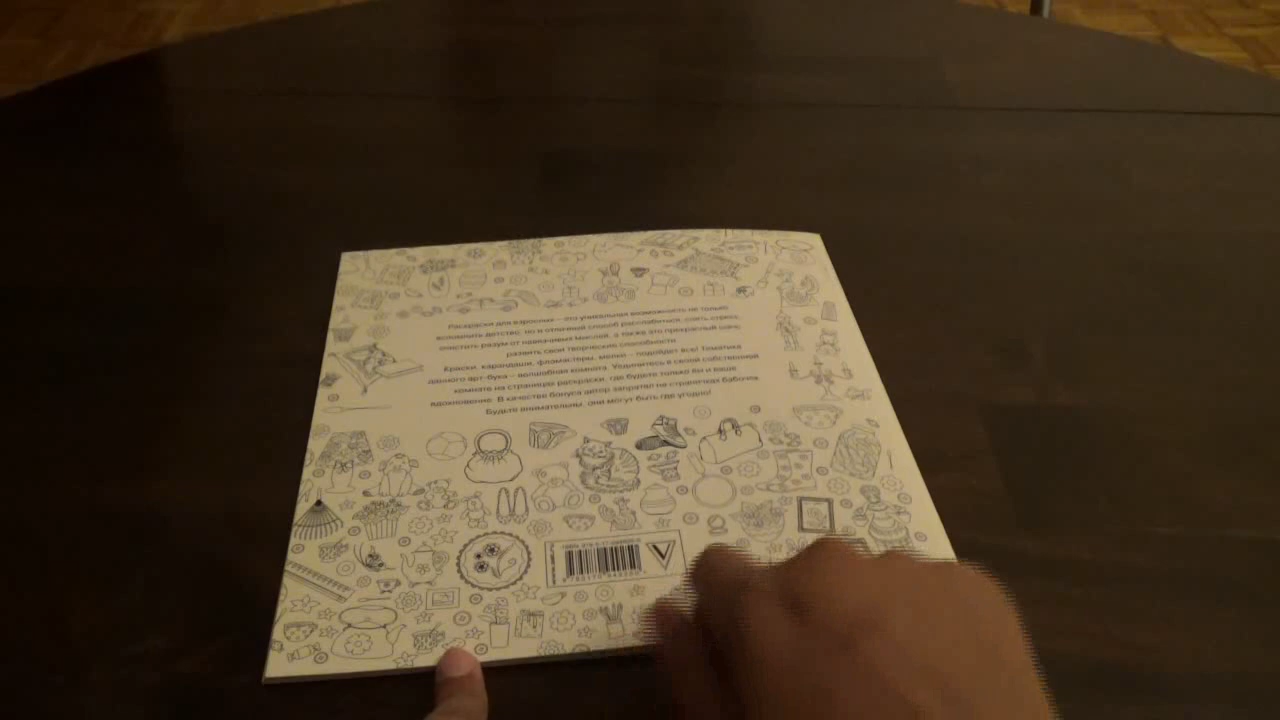 Раскраски для взрослых – это уникальная возможность не только
вспомнить детство, но и отличный способ расслабиться, снять стресс,
очистить разум от навязчивых мыслей, а также это прекрасный шанс
развить свои творческие способности.
Краски, карандаши, фломастеры, мелки – подойдет все! Тематика
данного арт-бука – волшебная комната. Уединитесь в своей собственной
комнате на страницах раскраски, где будете только вы и ваше
вдохновение. В качестве бонуса автор запрятал на страничках бабочек.
Будьте внимательны, они могут быть где угодно!
ISBN